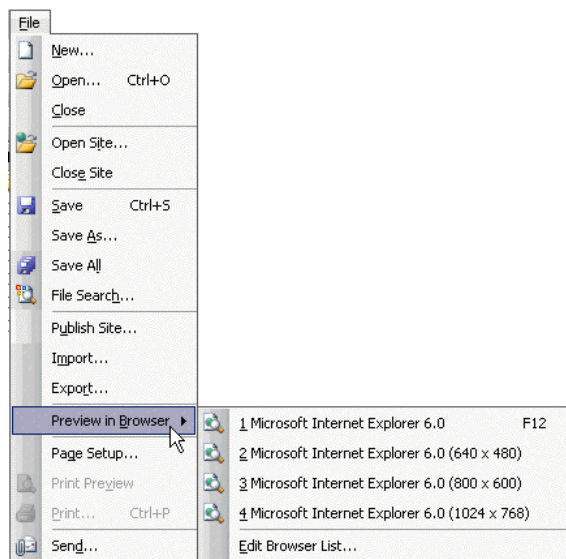 File
New...
Open... Ctrl+O
Close
Open Site...
Close Site
Save Ctrl+S
Save As...
Save All
File Search...
Publish Site...
Import...
Export...
Preview in Browser
1 Microsoft Internet Explorer 6.0 F12
Page Setup...
2 Microsoft Internet Explorer 6.0 (640 x 480)
Print Preview
3 Microsoft Internet Explorer 6.0 (800 x 600)
Print... Ctrl+P
4 Microsoft Internet Explorer 6.0 (1024 x 768)
Send...
Edit Browser List...